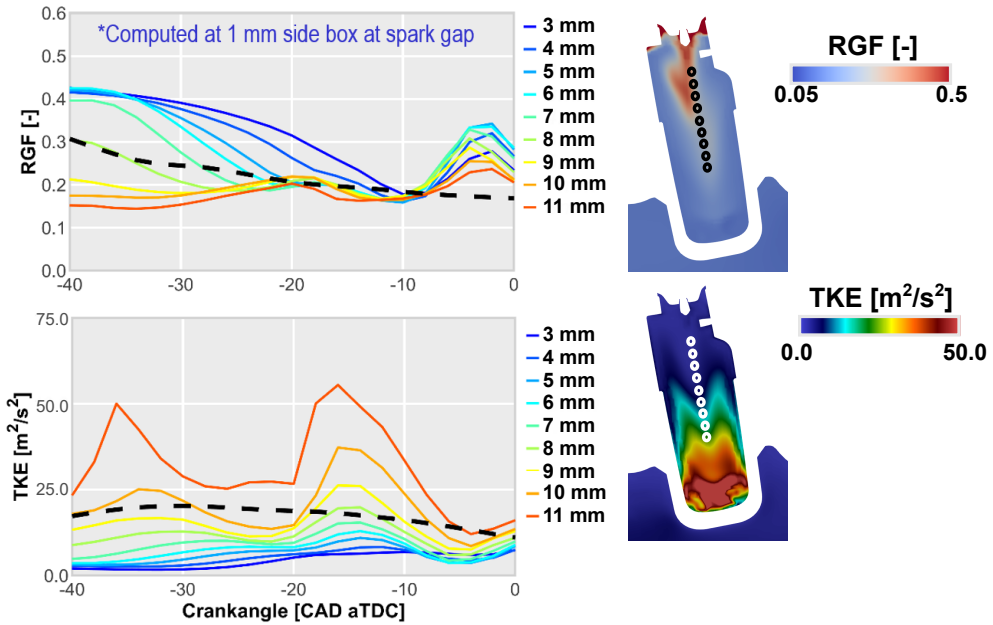 *Computed at 1 mm side box at spark gap
RGF [-]
0.6
0.5
0.4
0.3
0.2
0.1
0.0
-40
-30
-20
-10
0
3 mm
4 mm
5 mm
6 mm
7 mm
8 mm
9 mm
10 mm
11 mm
RGF [-]
0.05
0.5
TKE [m²/s²]
75.0
50.0
25.0
0.0
-40
-30
-20
-10
0
Crankangle [CAD aTDC]
3 mm
4 mm
5 mm
6 mm
7 mm
8 mm
9 mm
10 mm
11 mm
TKE [m²/s²]
0.0
50.0